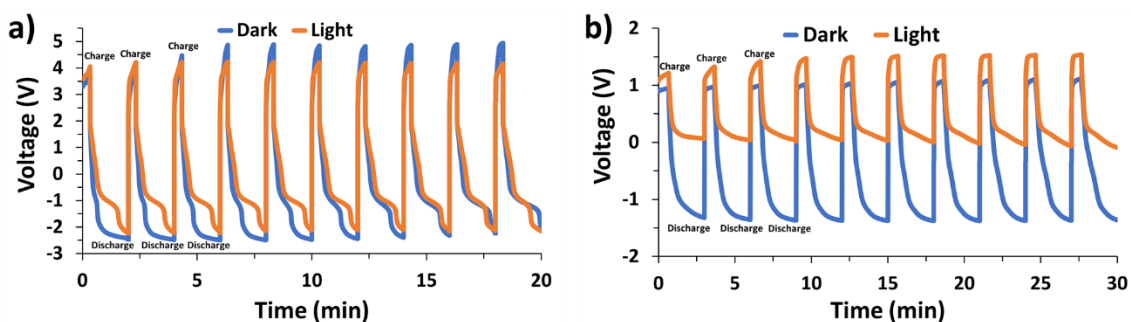 a)
Dark Light
Voltage (V)
5
4
3
2
1
0
-1
-2
-3
Charge Charge Charge
Discharge Discharge Discharge
0 5 10 15 20
Time (min)
b)
Dark Light
Voltage (V)
2
1
0
-1
-2
Charge Charge Charge
Discharge Discharge Discharge
0 5 10 15 20 25 30
Time (min)